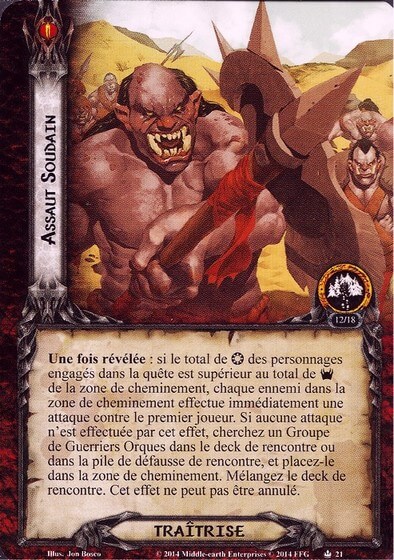 ASSAUT SOUDAIN
12/18
Une fois révélée : si le total de des personnages
engagés dans la quête est supérieur au total de
de la zone de cheminement, chaque ennemi dans la
zone de cheminement effectue immédiatement une
attaque contre le premier joueur. Si aucune attaque
n'est effectuée par cet effet, cherchez un Groupe
de Guerriers Orques dans le deck de rencontre ou
dans la pile de défausse de rencontre, et placez-le
dans la zone de cheminement. Mélangez le deck de
rencontre. Cet effet ne peut pas être annulé.
TRAÎTRISE
Illus. Jon Bosco © 2014 Middle-earth Enterprises © 2014 FFG 21